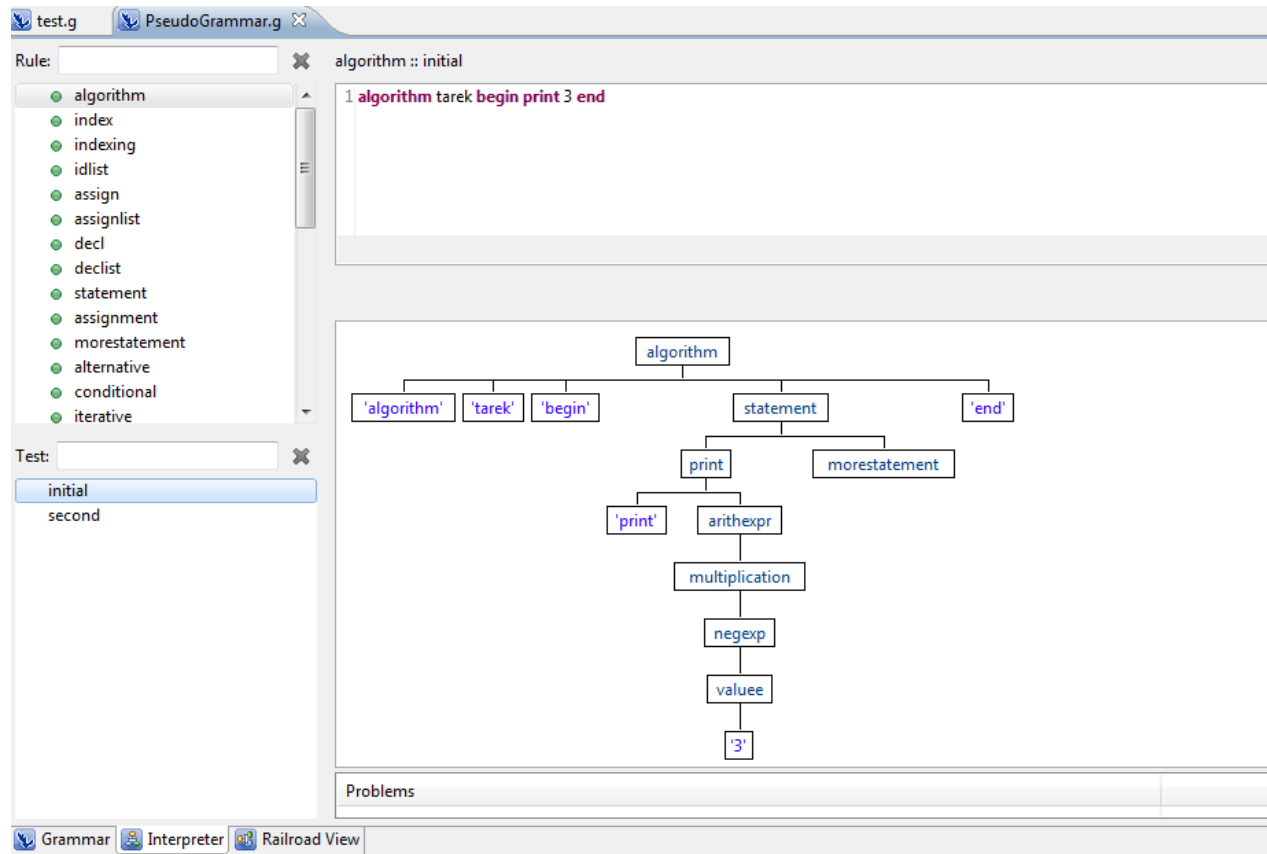 test.g PseudoGrammar.g
Rule:
algorithm
index
indexing
idlist
assign
assignlist
decl
declist
statement
assignment
morestatement
alternative
conditional
iterative
Test:
initial
second
algorithm :: initial
1 algorithm tarek begin print 3 end
algorithm
'algorithm' 'tarek' 'begin' statement 'end'
print morestatement
'print' arithexpr
multiplication
negexp
valuee
'3'
Problems
Grammar Interpreter Railroad View